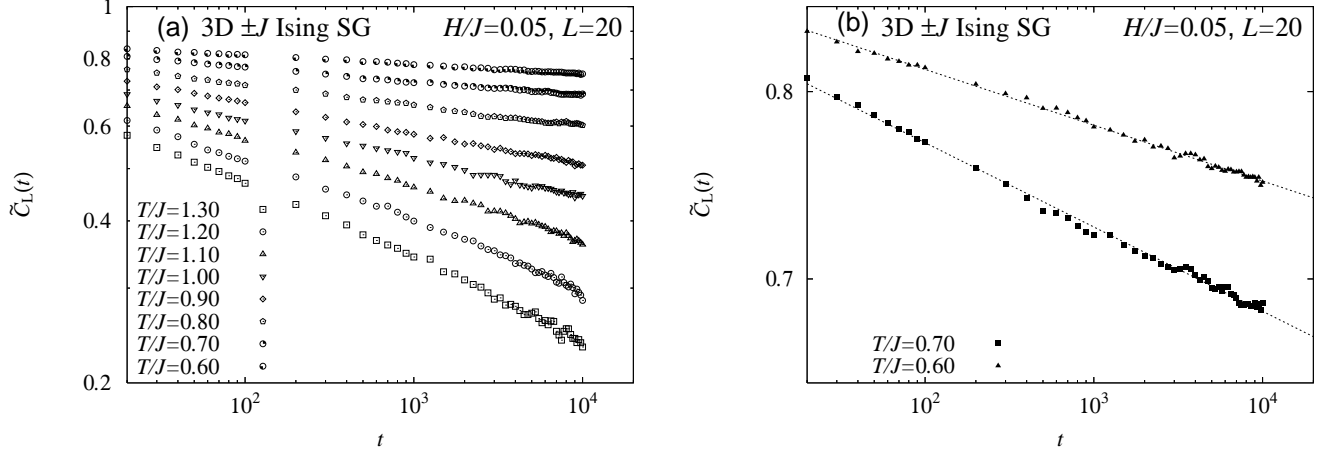 (a) 3D ±J Ising SG H/J=0.05, L=20
1
0.8
0.6
0.4
0.2
C̃L(t)
T/J=1.30
T/J=1.20
T/J=1.10
T/J=1.00
T/J=0.90
T/J=0.80
T/J=0.70
T/J=0.60
10² 10³ 10⁴
t
(b) 3D ±J Ising SG H/J=0.05, L=20
0.8
0.7
C̃L(t)
T/J=0.70
T/J=0.60
10² 10³ 10⁴
t